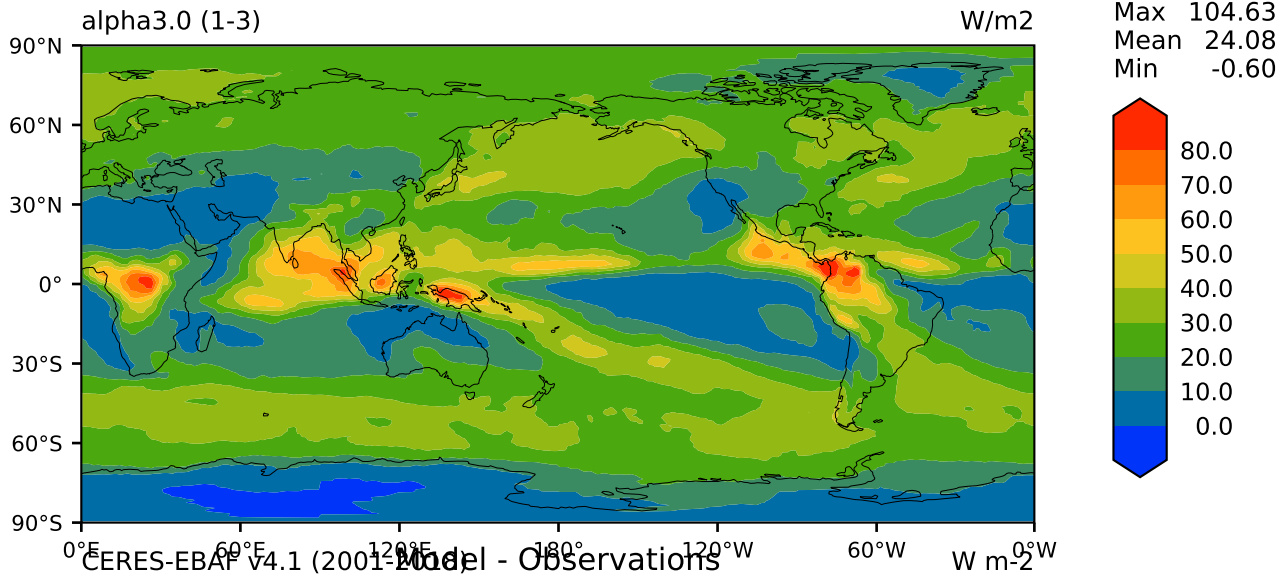 alpha3.0 (1-3) W/m2
Max 104.63
Mean 24.08
Min -0.60
90°N
60°N
30°N
0°
30°S
60°S
90°S
80.0
70.0
60.0
50.0
40.0
30.0
20.0
10.0
0.0
0°E 60°E 120°E 180° 120°W 60°W 0°W
CERES-EBAF v4.1 (2001-2018) Model - Observations W m-2